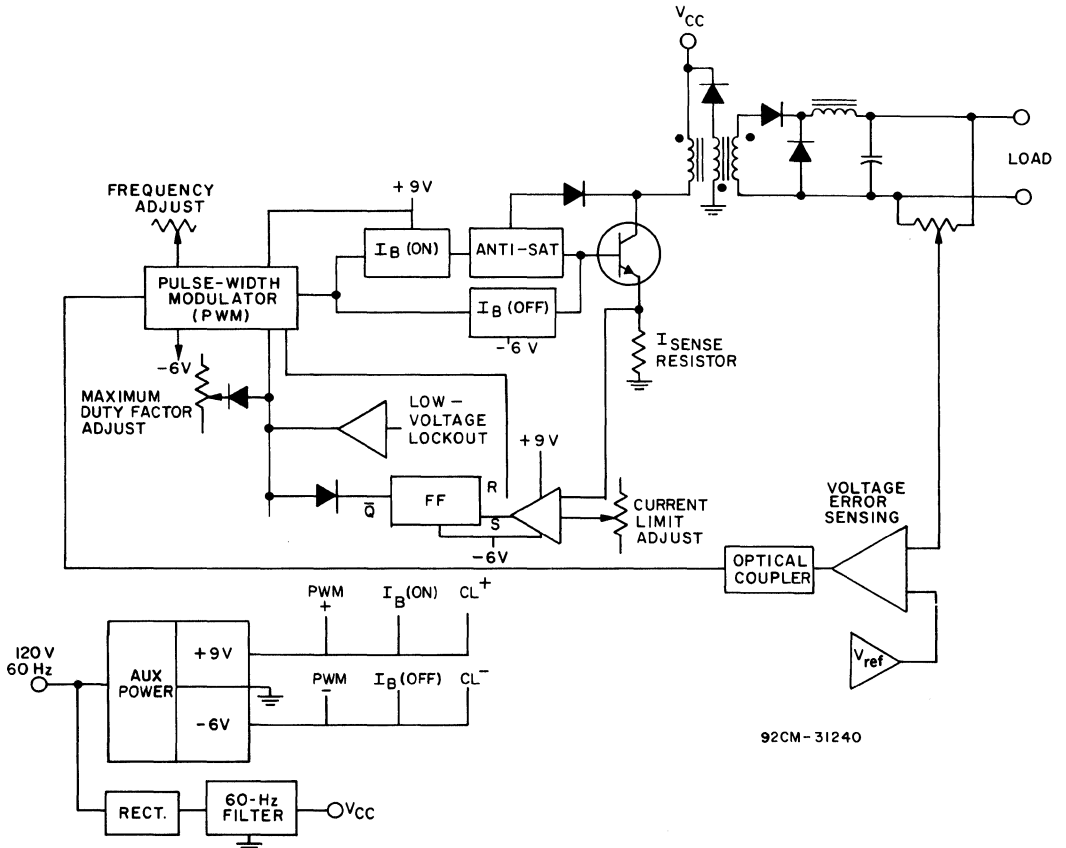 V
CC
LOAD
FREQUENCY
ADJUST
+9V
PULSE-WIDTH
MODULATOR
(PWM)
IB (ON)
ANTI-SAT
IB (OFF)
-6 V
I SENSE
RESISTOR
-6V
MAXIMUM
DUTY FACTOR
ADJUST
LOW-
VOLTAGE
LOCKOUT
+9V
Q̅
FF
R
S
-6V
CURRENT
LIMIT
ADJUST
VOLTAGE
ERROR
SENSING
OPTICAL
COUPLER
Vref
PWM
+
IB(ON)
CL+
120V
60 Hz
AUX
POWER
+9V
-6V
PWM
-
IB(OFF)
CL-
92CM-31240
RECT.
60-Hz
FILTER
VCC